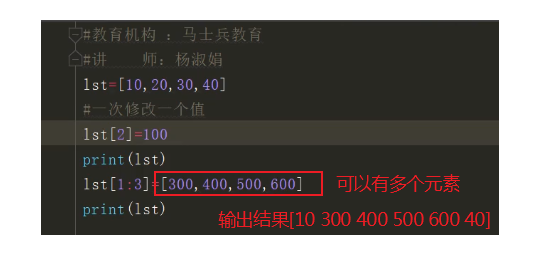 #教育机构 ：马士兵教育
#讲    师：杨淑娟
lst=[10,20,30,40]
#一次修改一个值
lst[2]=100
print(lst)
lst[1:3]=[300,400,500,600] 可以有多个元素
print(lst)
输出结果[10 300 400 500 600 40]